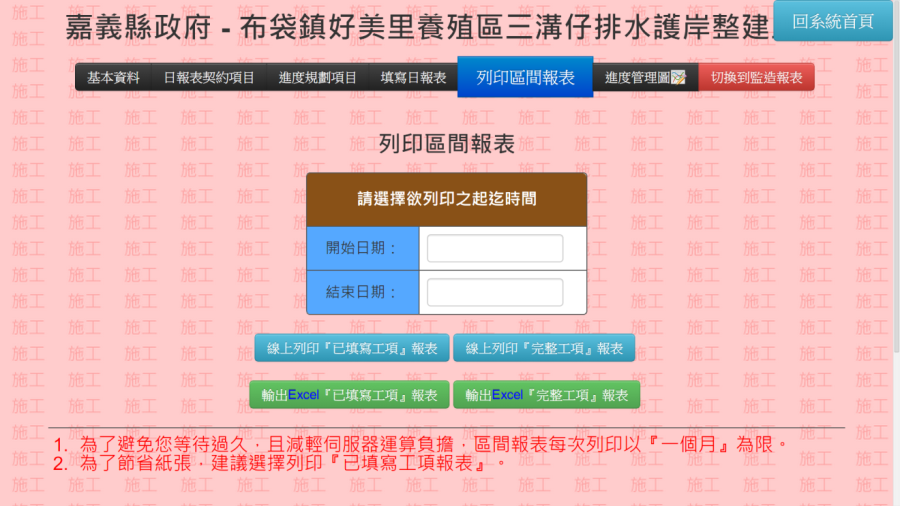 嘉義縣政府 - 布袋鎮好美里養殖區三溝仔排水護岸整建
回系統首頁
基本資料 日報表契約項目 進度規劃項目 填寫日報表 列印區間報表 進度管理圖 切換到監造報表
列印區間報表
請選擇欲列印之起迄時間
開始日期：
結束日期：
線上列印『已填寫工項』報表 線上列印『完整工項』報表
輸出Excel『已填寫工項』報表 輸出Excel『完整工項』報表
1. 為了避免您等待過久，且減輕伺服器運算負擔，區間報表每次列印以『一個月』為限。
2. 為了節省紙張，建議選擇列印『已填寫工項報表』。